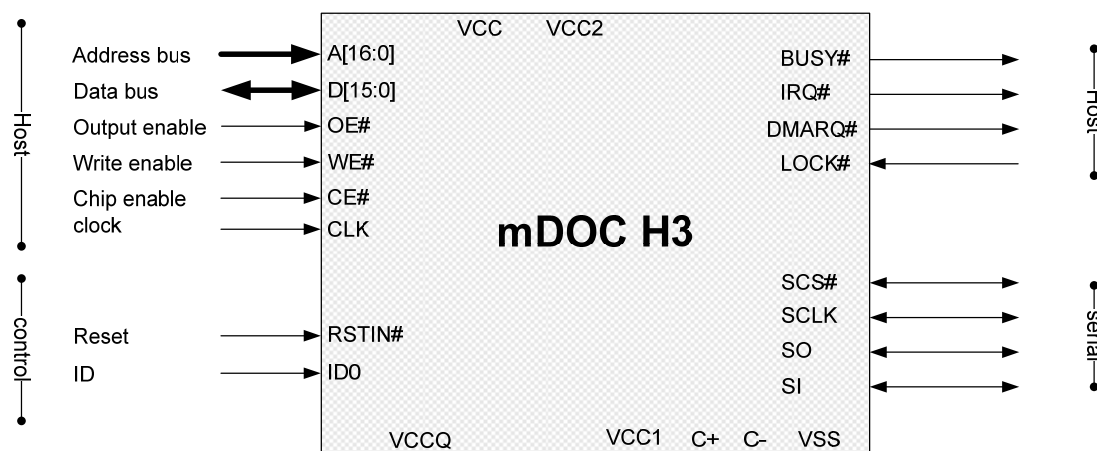 VCC VCC2
Host
Address bus A[16:0]
Data bus D[15:0]
Output enable OE#
Write enable WE#
Chip enable CE#
clock CLK
BUSY#
IRQ#
DMARQ#
LOCK#
Host
mDOC H3
control
Reset RSTIN#
ID ID0
SCS#
SCLK
SO
SI
serial
VCCQ VCC1 C+ C- VSS